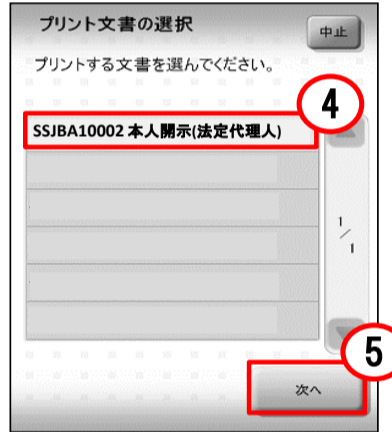 プリント文書の選択
中止
プリントする文書を選んでください。
4
SSJBA10002 本人開示(法定代理人)
1/1
5
次へ